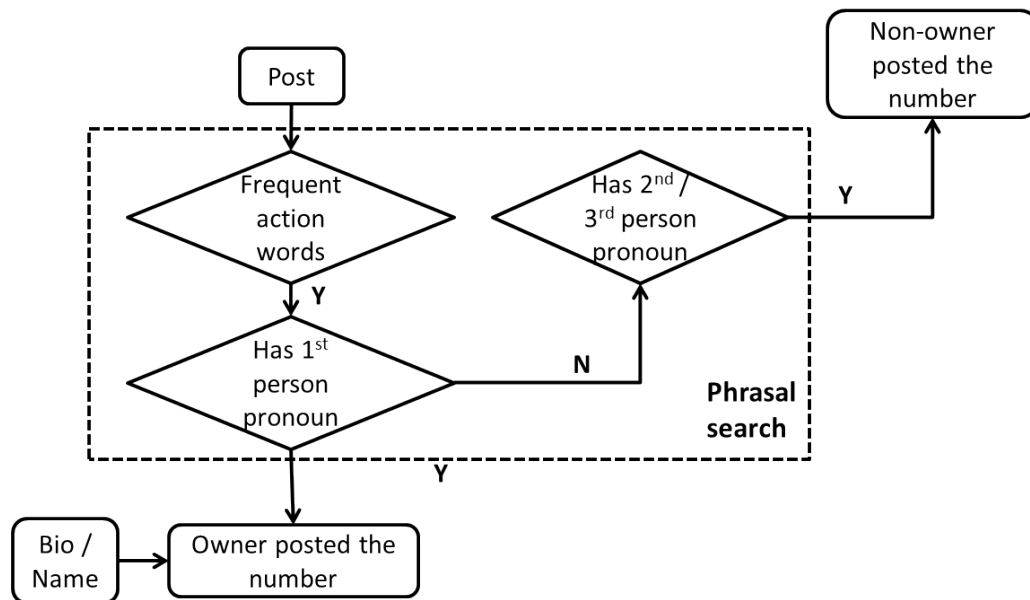 Post
Frequent
action
words
Y
Has 1st
person
pronoun
N
Has 2nd /
3rd person
pronoun
Y
Non-owner
posted the
number
Phrasal
search
Y
Bio /
Name
Owner posted the
number